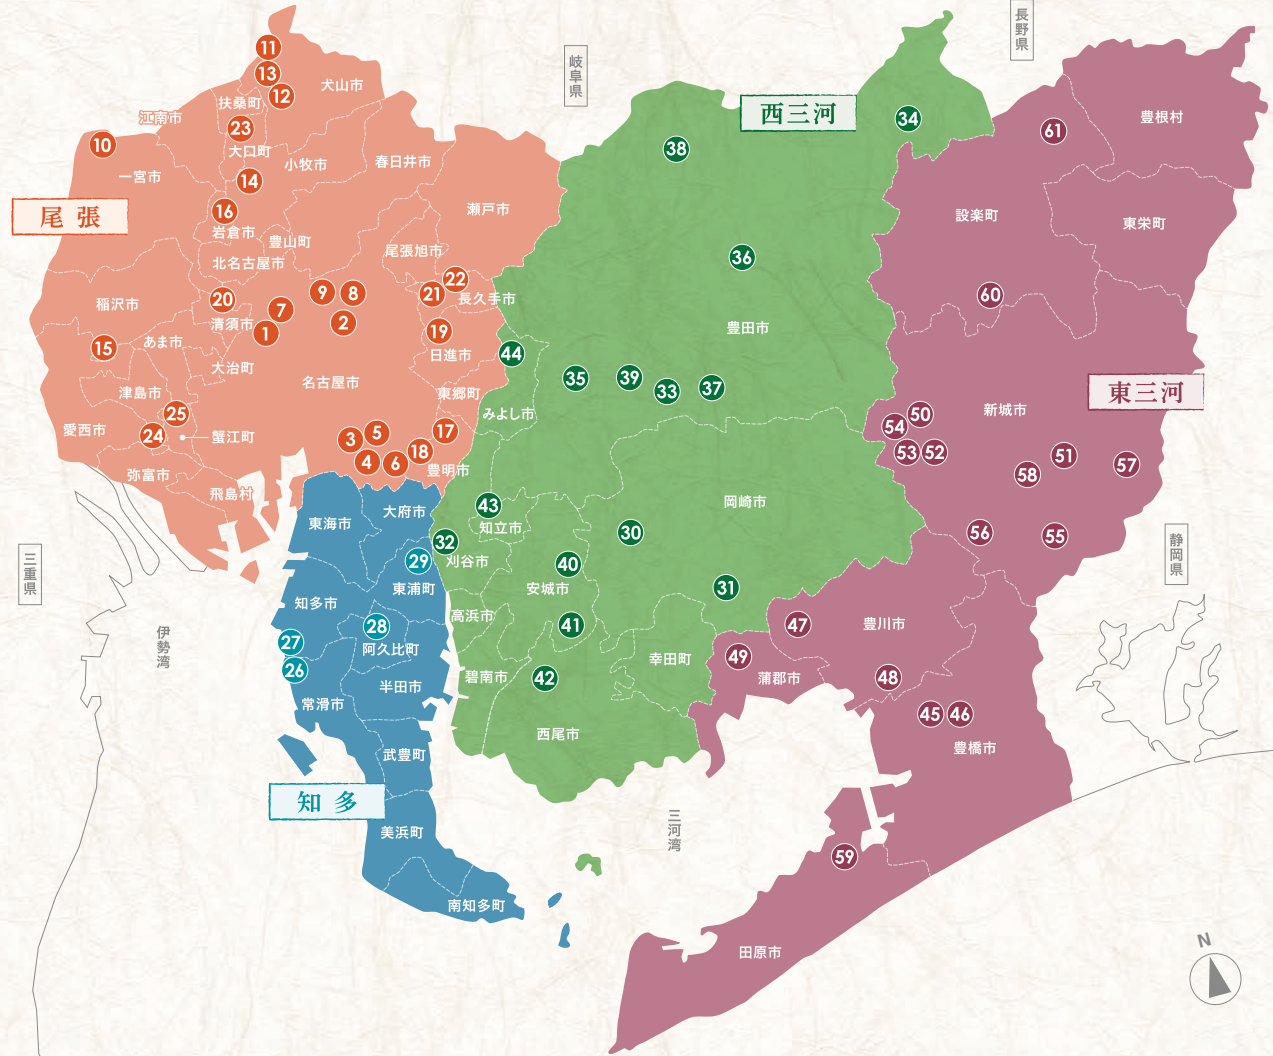 長野県
岐阜県
11
13
12
犬山市
扶桑町
江南市
23
10
大口町
小牧市
春日井市
一宮市
14
尾張
16
岩倉市
豊山町
瀬戸市
尾張旭市
北名古屋市
22
21
長久手市
9
8
20
7
稲沢市
清須市
2
1
19
日進市
15
あま市
大治町
名古屋市
津島市
東郷町
25
愛西市
24
蟹江町
3
5
17
4
6
18
豊明市
弥富市
飛島村
西三河
34
38
36
豊田市
44
35
39
33
37
みよし市
岡崎市
43
知立市
32
刈谷市
30
40
安城市
31
高浜市
41
幸田町
碧南市
42
西尾市
61
豊根村
設楽町
東栄町
60
東三河
新城市
50
54
53
52
51
58
57
56
55
静岡県
47
豊川市
49
蒲郡市
48
45
46
豊橋市
59
田原市
三重県
伊勢湾
東海市
大府市
29
東浦町
知多市
28
27
阿久比町
26
半田市
常滑市
武豊町
知多
美浜町
南知多町
三河湾
N